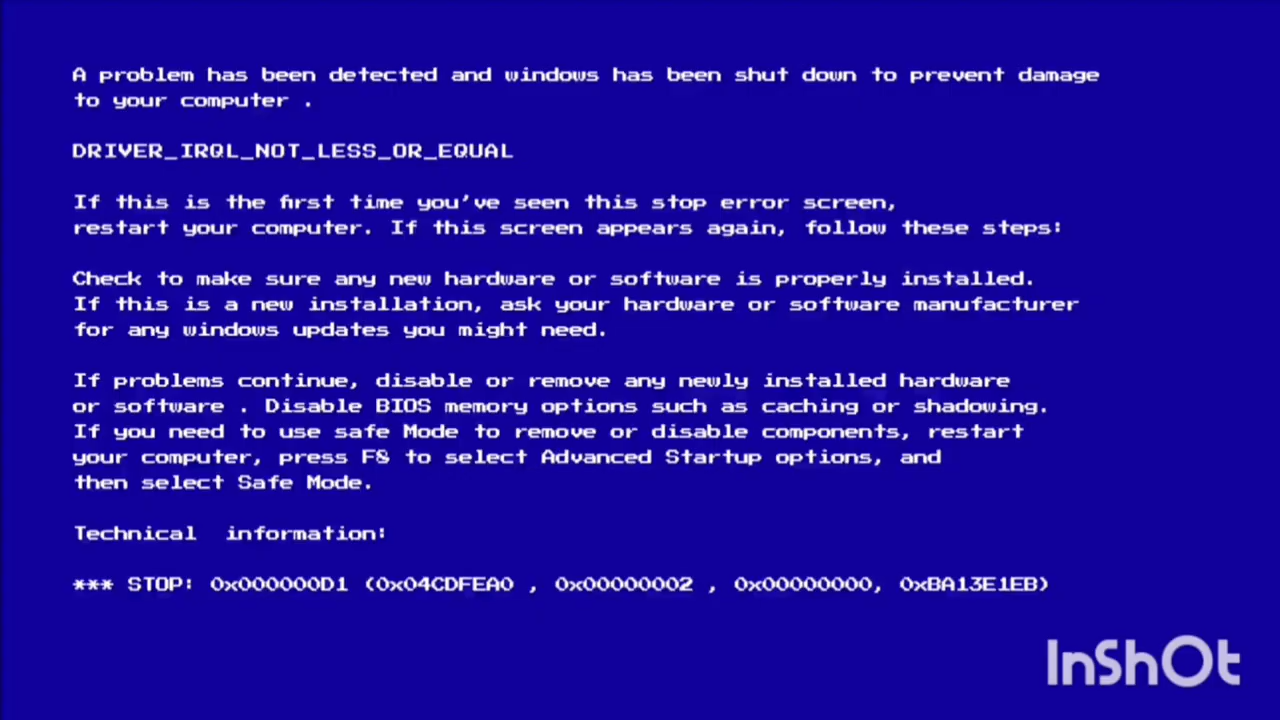 A problem has been detected and windows has been shut down to prevent damage
to your computer .
DRIVER_IRQL_NOT_LESS_OR_EQUAL
If this is the first time you've seen this stop error screen,
restart your computer. If this screen appears again, follow these steps:
Check to make sure any new hardware or software is properly installed.
If this is a new installation, ask your hardware or software manufacturer
for any windows updates you might need.
If problems continue, disable or remove any newly installed hardware
or software . Disable BIOS memory options such as caching or shadowing.
If you need to use safe Mode to remove or disable components, restart
your computer, press F& to select Advanced Startup options, and
then select Safe Mode.
Technical information:
*** STOP: 0x000000D1 (0x04CDFEA0 , 0x00000002 , 0x00000000, 0xBA13E1EB)
InShOt